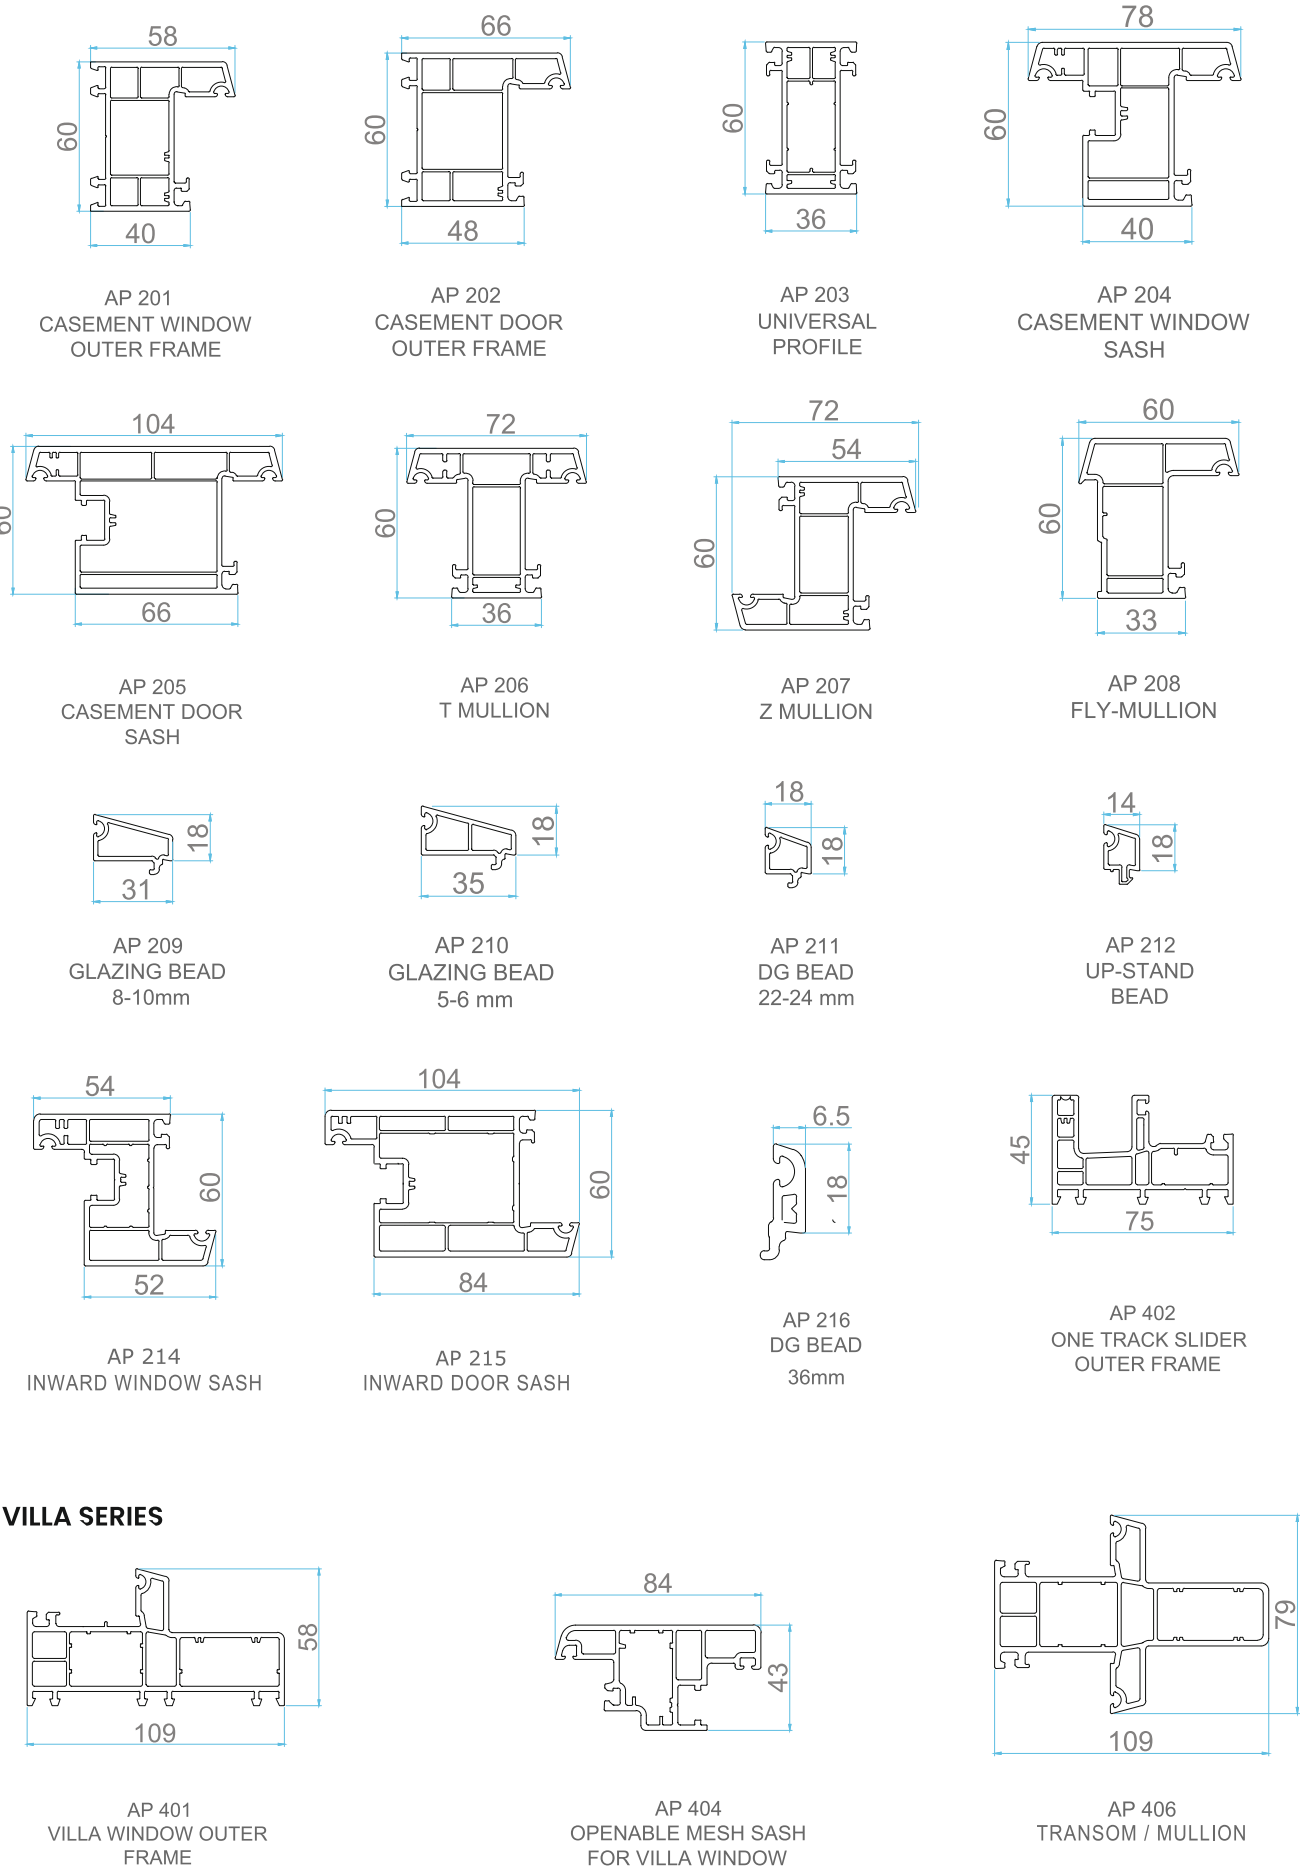 58
60
40
AP 201
CASEMENT WINDOW
OUTER FRAME
66
60
48
AP 202
CASEMENT DOOR
OUTER FRAME
60
36
AP 203
UNIVERSAL
PROFILE
78
60
40
AP 204
CASEMENT WINDOW
SASH
104
60
66
AP 205
CASEMENT DOOR
SASH
72
60
36
AP 206
T MULLION
72
54
60
AP 207
Z MULLION
60
60
33
AP 208
FLY-MULLION
18
31
AP 209
GLAZING BEAD
8-10mm
18
35
AP 210
GLAZING BEAD
5-6 mm
18
18
AP 211
DG BEAD
22-24 mm
14
18
AP 212
UP-STAND
BEAD
54
60
52
AP 214
INWARD WINDOW SASH
104
60
84
AP 215
INWARD DOOR SASH
6.5
18
AP 216
DG BEAD
36mm
45
75
AP 402
ONE TRACK SLIDER
OUTER FRAME
VILLA SERIES
58
109
AP 401
VILLA WINDOW OUTER
FRAME
84
43
AP 404
OPENABLE MESH SASH
FOR VILLA WINDOW
79
109
AP 406
TRANSOM / MULLION